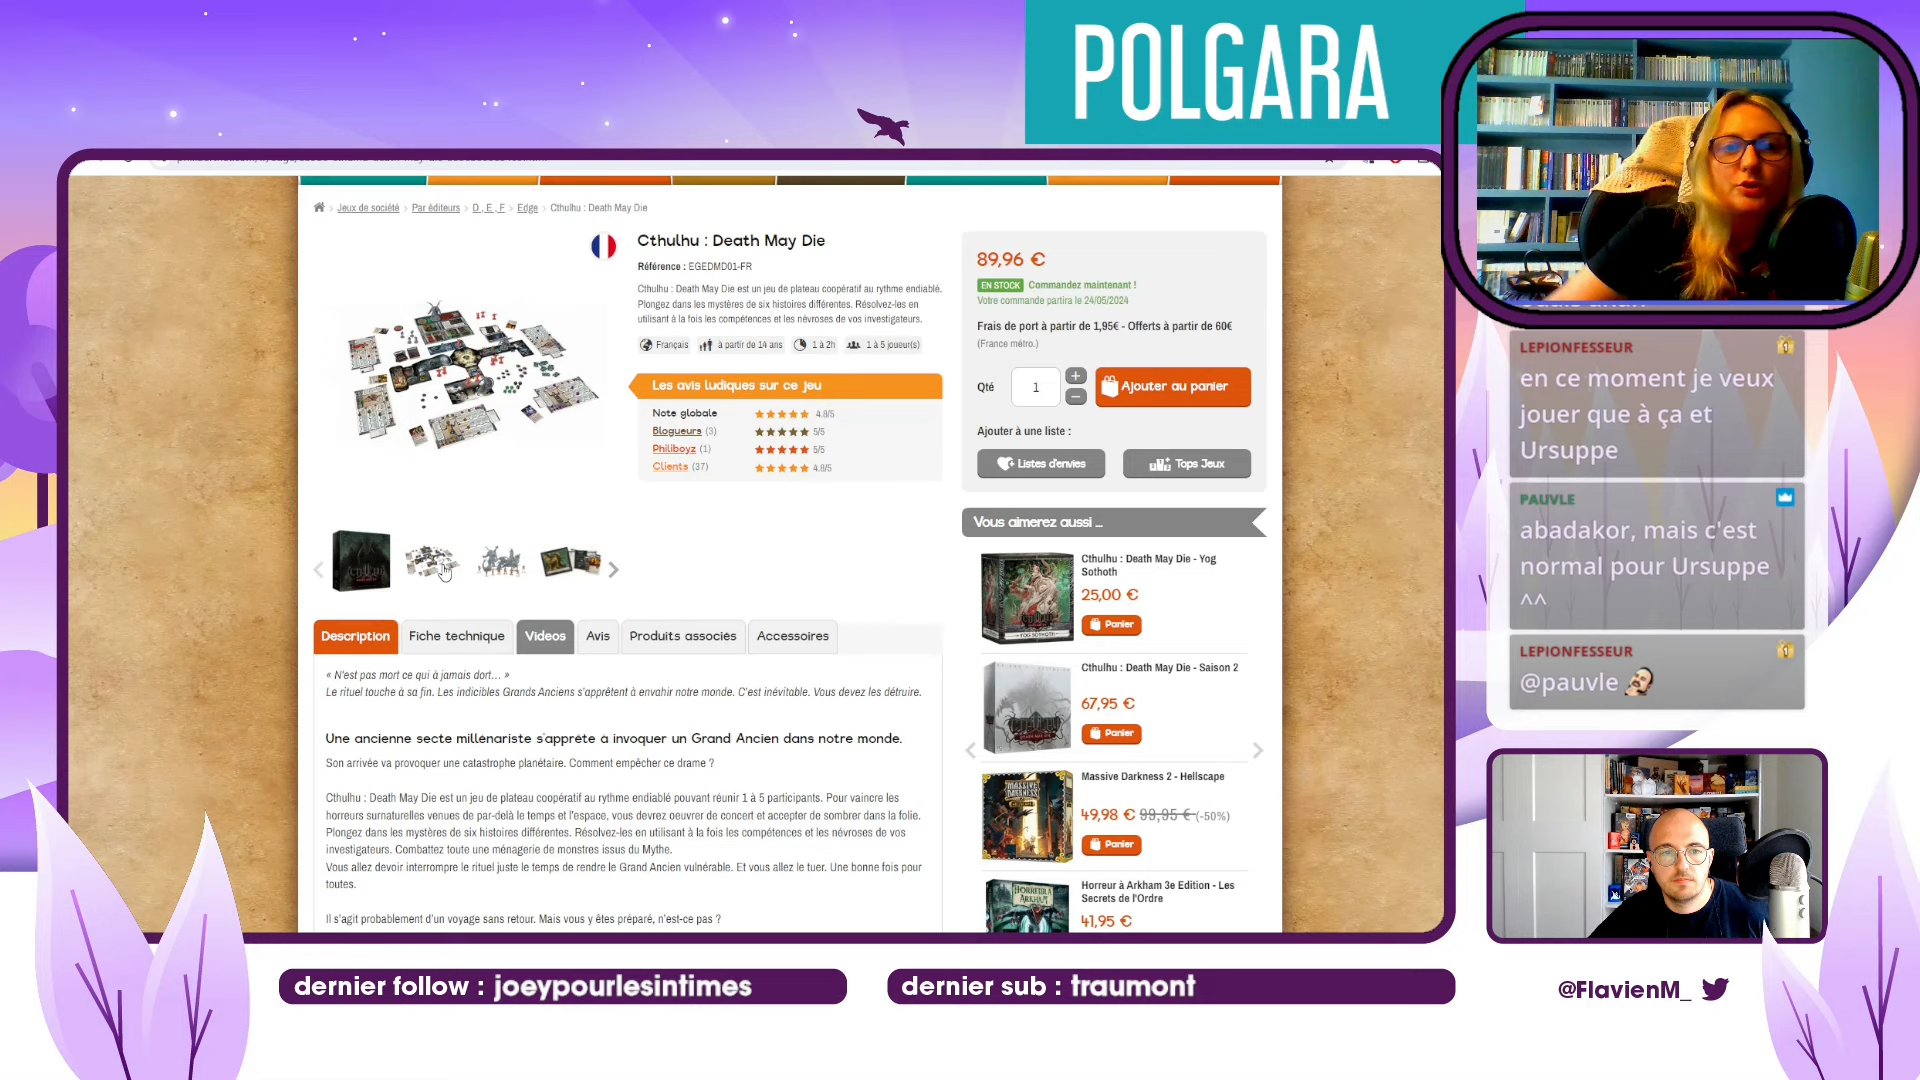 POLGARA
Jeux de société > Par éditeurs > D, E, F > Edge > Cthulhu : Death May Die
Cthulhu : Death May Die
Référence : EGEDMD01-FR
Cthulhu : Death May Die est un jeu de plateau coopératif au rythme endiablé.
Plongez dans les mystères de six histoires différentes. Résolvez-les en
utilisant à la fois les compétences et les névroses de vos investigateurs.
Français à partir de 14 ans 1 à 2h 1 à 5 joueur(s)
Les avis ludiques sur ce jeu
Note globale 4.8/5
Blogueurs (3) 5/5
Philiboyz (1) 5/5
Clients (37) 4.8/5
89,96 €
EN STOCK Commandez maintenant !
Votre commande partira le 24/05/2024
Frais de port à partir de 1,95€ - Offerts à partir de 60€
(France métro.)
Qté 1 + − Ajouter au panier
Ajouter à une liste :
Listes d'envies Tops Jeux
Vous aimerez aussi ...
Cthulhu : Death May Die - Yog
Sothoth
25,00 €
Panier
YOG SOTHOTH
Cthulhu : Death May Die - Saison 2
67,95 €
Panier
Massive Darkness 2 - Hellscape
49,98 € 99,95 € (-50%)
Panier
Horreur à Arkham 3e Edition - Les
Secrets de l'Ordre
41,95 €
HORREUR À
ARKHAM
Description Fiche technique Videos Avis Produits associés Accessoires
« N'est pas mort ce qui à jamais dort... »
Le rituel touche à sa fin. Les indicibles Grands Anciens s'apprêtent à envahir notre monde. C'est inévitable. Vous devez les détruire.
Une ancienne secte millénariste s'apprête à invoquer un Grand Ancien dans notre monde.
Son arrivée va provoquer une catastrophe planétaire. Comment empêcher ce drame ?
Cthulhu : Death May Die est un jeu de plateau coopératif au rythme endiablé pouvant réunir 1 à 5 participants. Pour vaincre les
horreurs surnaturelles venues de par-delà le temps et l'espace, vous devrez oeuvrer de concert et accepter de sombrer dans la folie.
Plongez dans les mystères de six histoires différentes. Résolvez-les en utilisant à la fois les compétences et les névroses de vos
investigateurs. Combattez toute une ménagerie de monstres issus du Mythe.
Vous allez devoir interrompre le rituel juste le temps de rendre le Grand Ancien vulnérable. Et vous allez le tuer. Une bonne fois pour
toutes.
Il s'agit probablement d'un voyage sans retour. Mais vous y êtes préparé, n'est-ce pas ?
LEPIONFESSEUR
en ce moment je veux
jouer que à ça et
Ursuppe
PAUVLE
abadakor, mais c'est
normal pour Ursuppe
^^
LEPIONFESSEUR
@pauvle
dernier follow : joeypourlesintimes
dernier sub : traumont
@FlavienM_